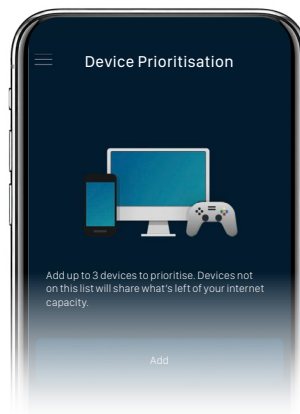 Device Prioritisation
Add up to 3 devices to prioritise. Devices not
on this list will share what's left of your internet
capacity.
Add